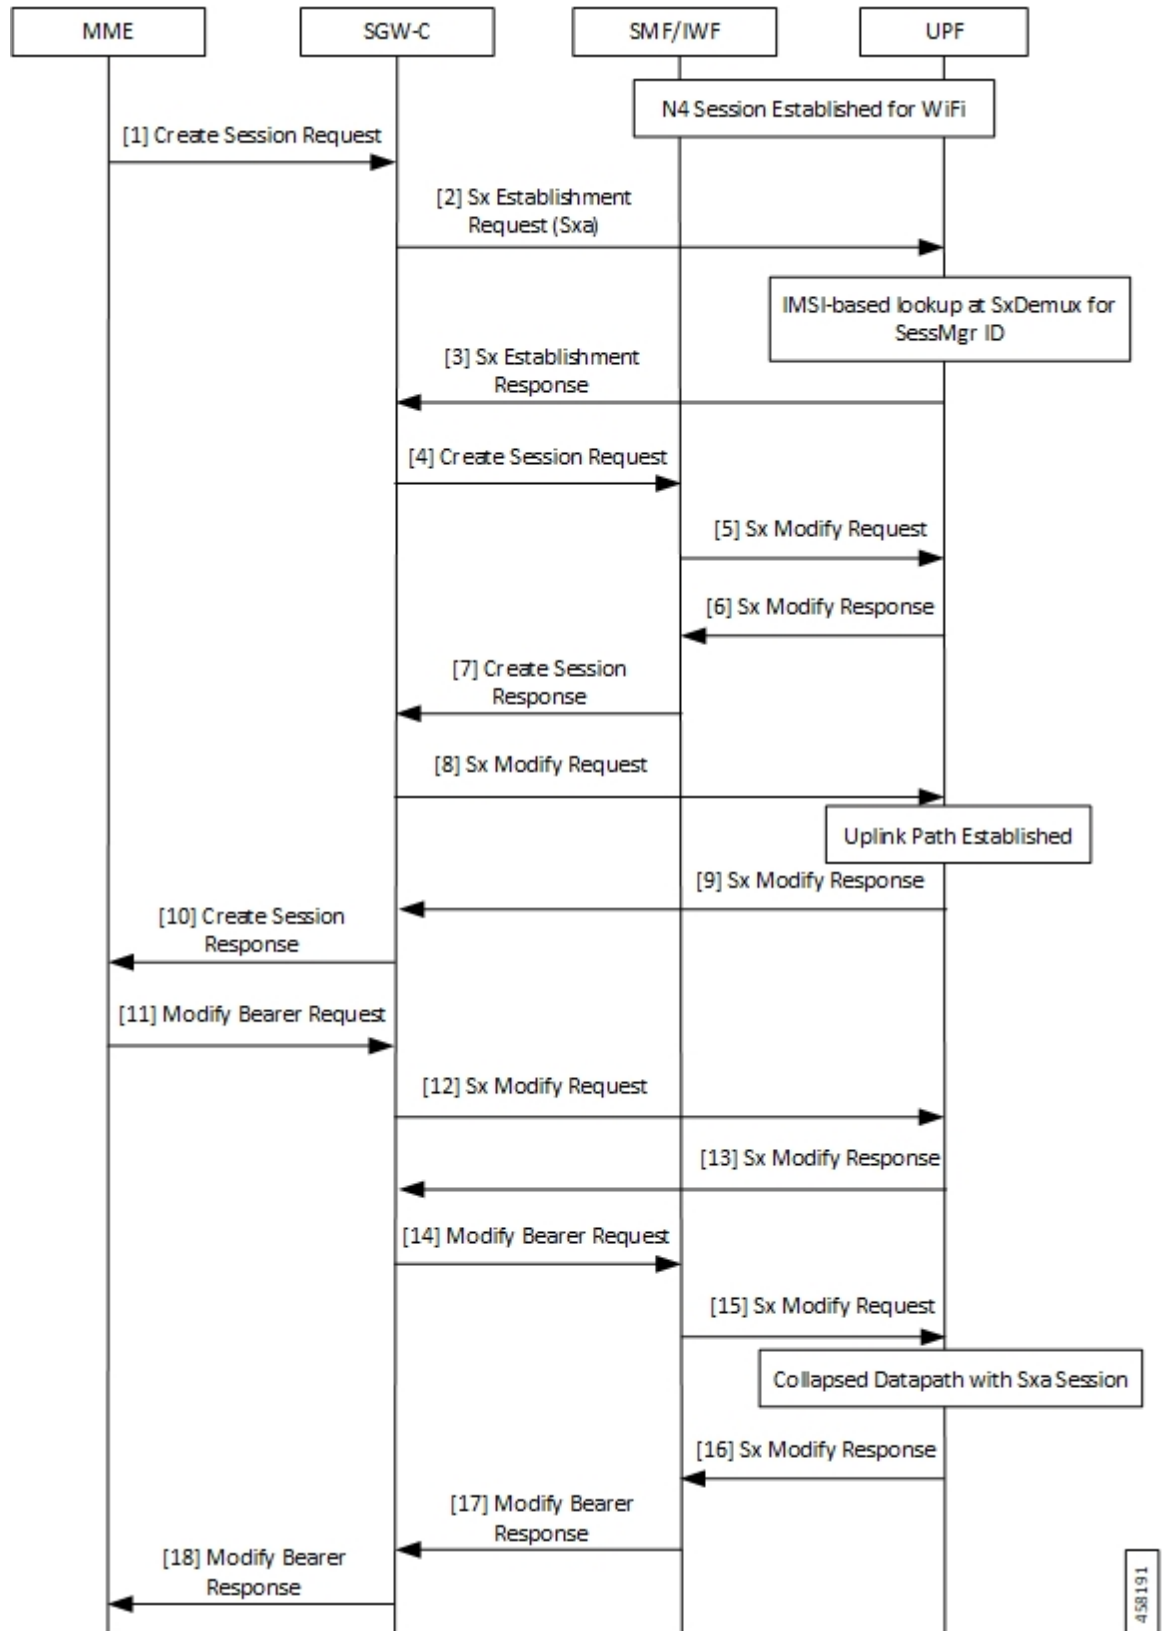 MME
SGW-C
SMF/IWF
UPF
N4 Session Established for WiFi
[1] Create Session Request
[2] Sx Establishment
Request (Sxa)
IMSI-based lookup at SxDemux for
SessMgr ID
[3] Sx Establishment
Response
[4] Create Session Request
[5] Sx Modify Request
[6] Sx Modify Response
[7] Create Session
Response
[8] Sx Modify Request
Uplink Path Established
[9] Sx Modify Response
[10] Create Session
Response
[11] Modify Bearer Request
[12] Sx Modify Request
[13] Sx Modify Response
[14] Modify Bearer Request
[15] Sx Modify Request
Collapsed Datapath with Sxa Session
[16] Sx Modify Response
[17] Modify Bearer
Response
[18] Modify Bearer
Response
458191